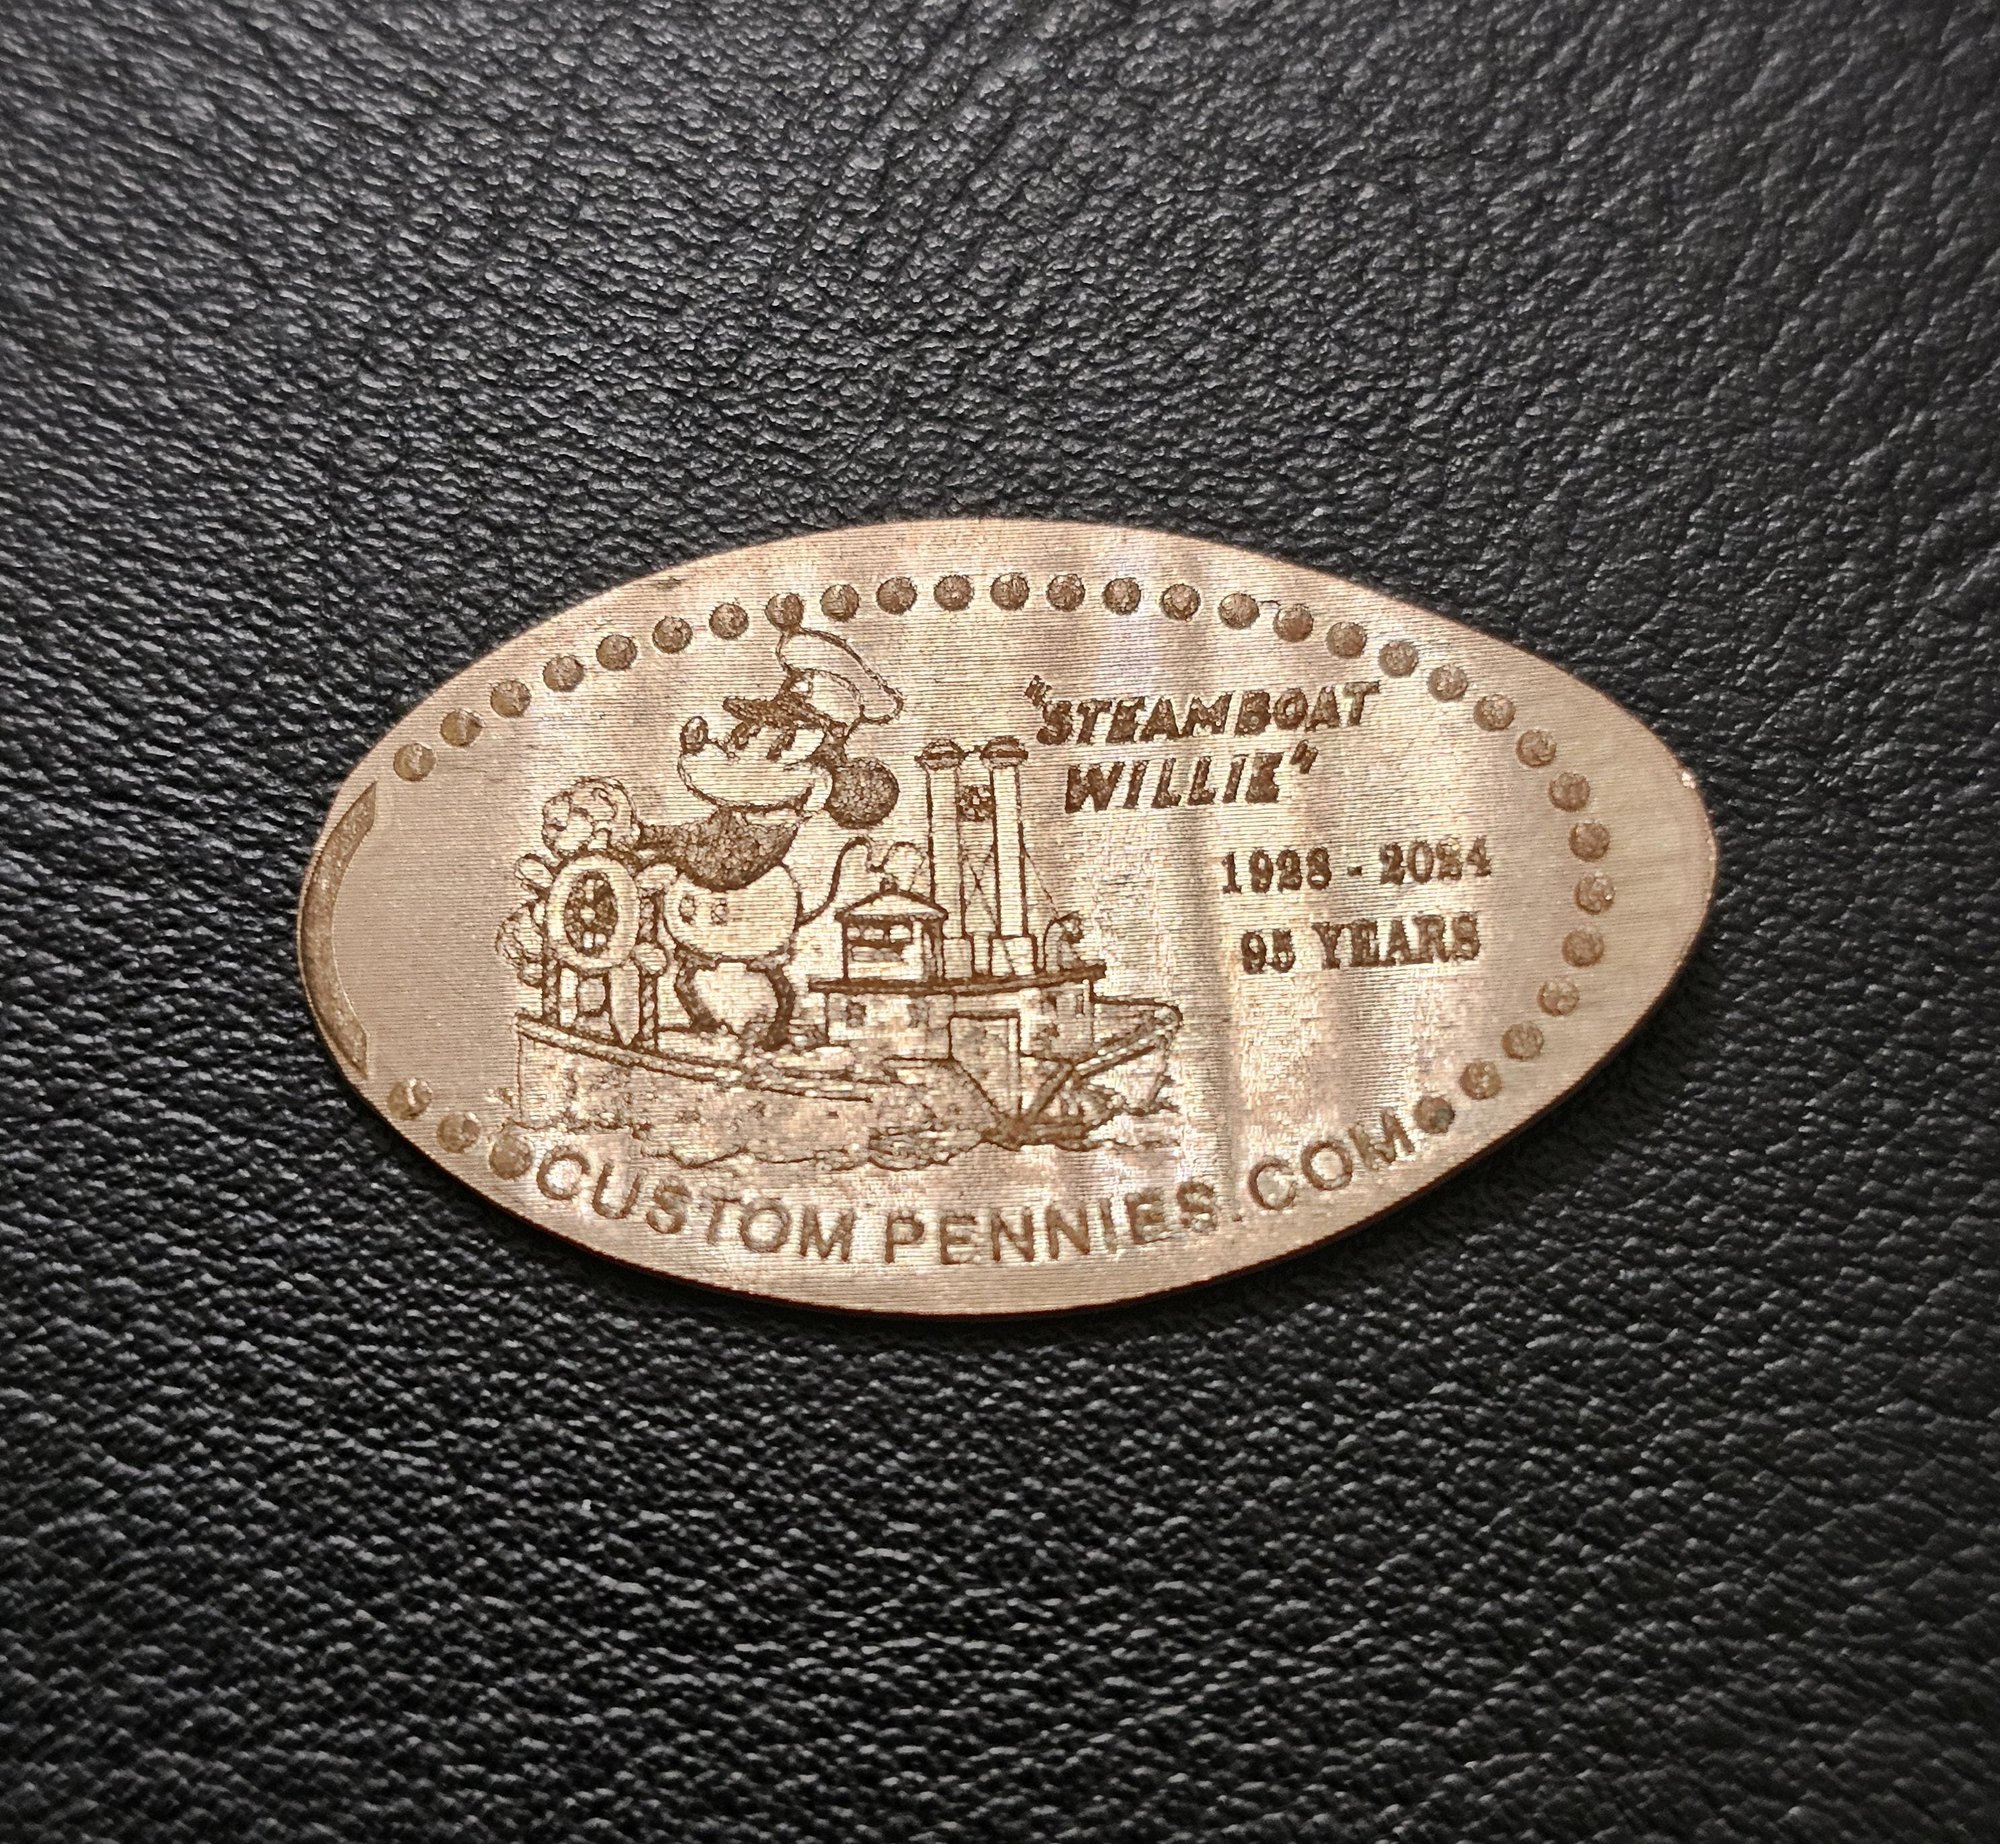 "STEAMBOAT
WILLIE"
1928 - 2024
95 YEARS
CUSTOM PENNIES.COM